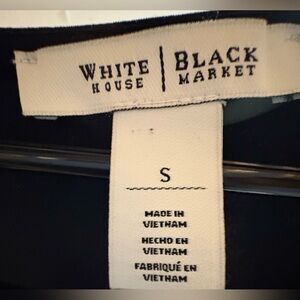 WHITE | BLACK
HOUSE | MARKET
S
MADE IN
VIETNAM
HECHO EN
VIETNAM
FABRIQUÉ EN
VIETNAM